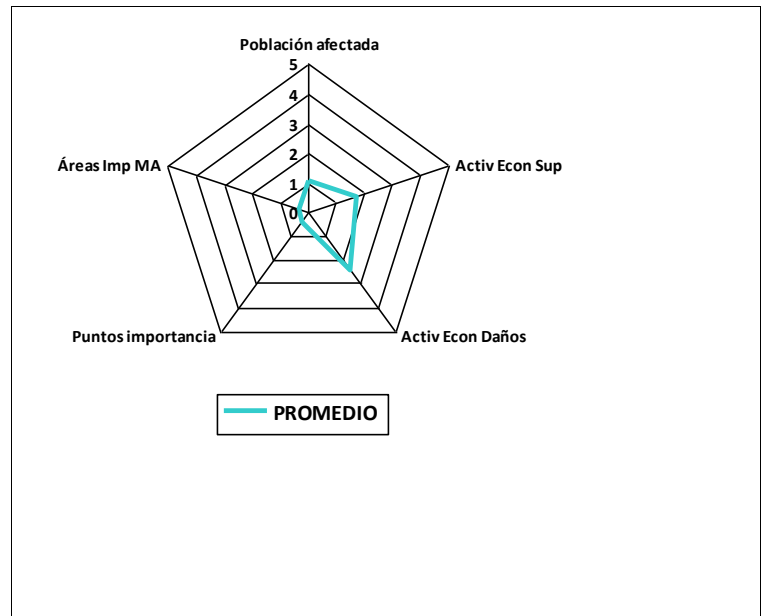 Población afectada
5
4
3
2
1
0
Áreas Imp MA
Activ Econ Sup
Puntos importancia
Activ Econ Daños
PROMEDIO